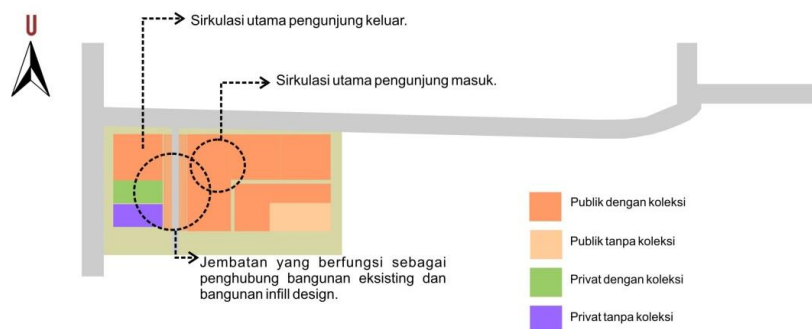 U
Sirkulasi utama pengunjung keluar.
Sirkulasi utama pengunjung masuk.
Jembatan yang berfungsi sebagai
penghubung bangunan eksisting dan
bangunan infill design.
Publik dengan koleksi
Publik tanpa koleksi
Privat dengan koleksi
Privat tanpa koleksi